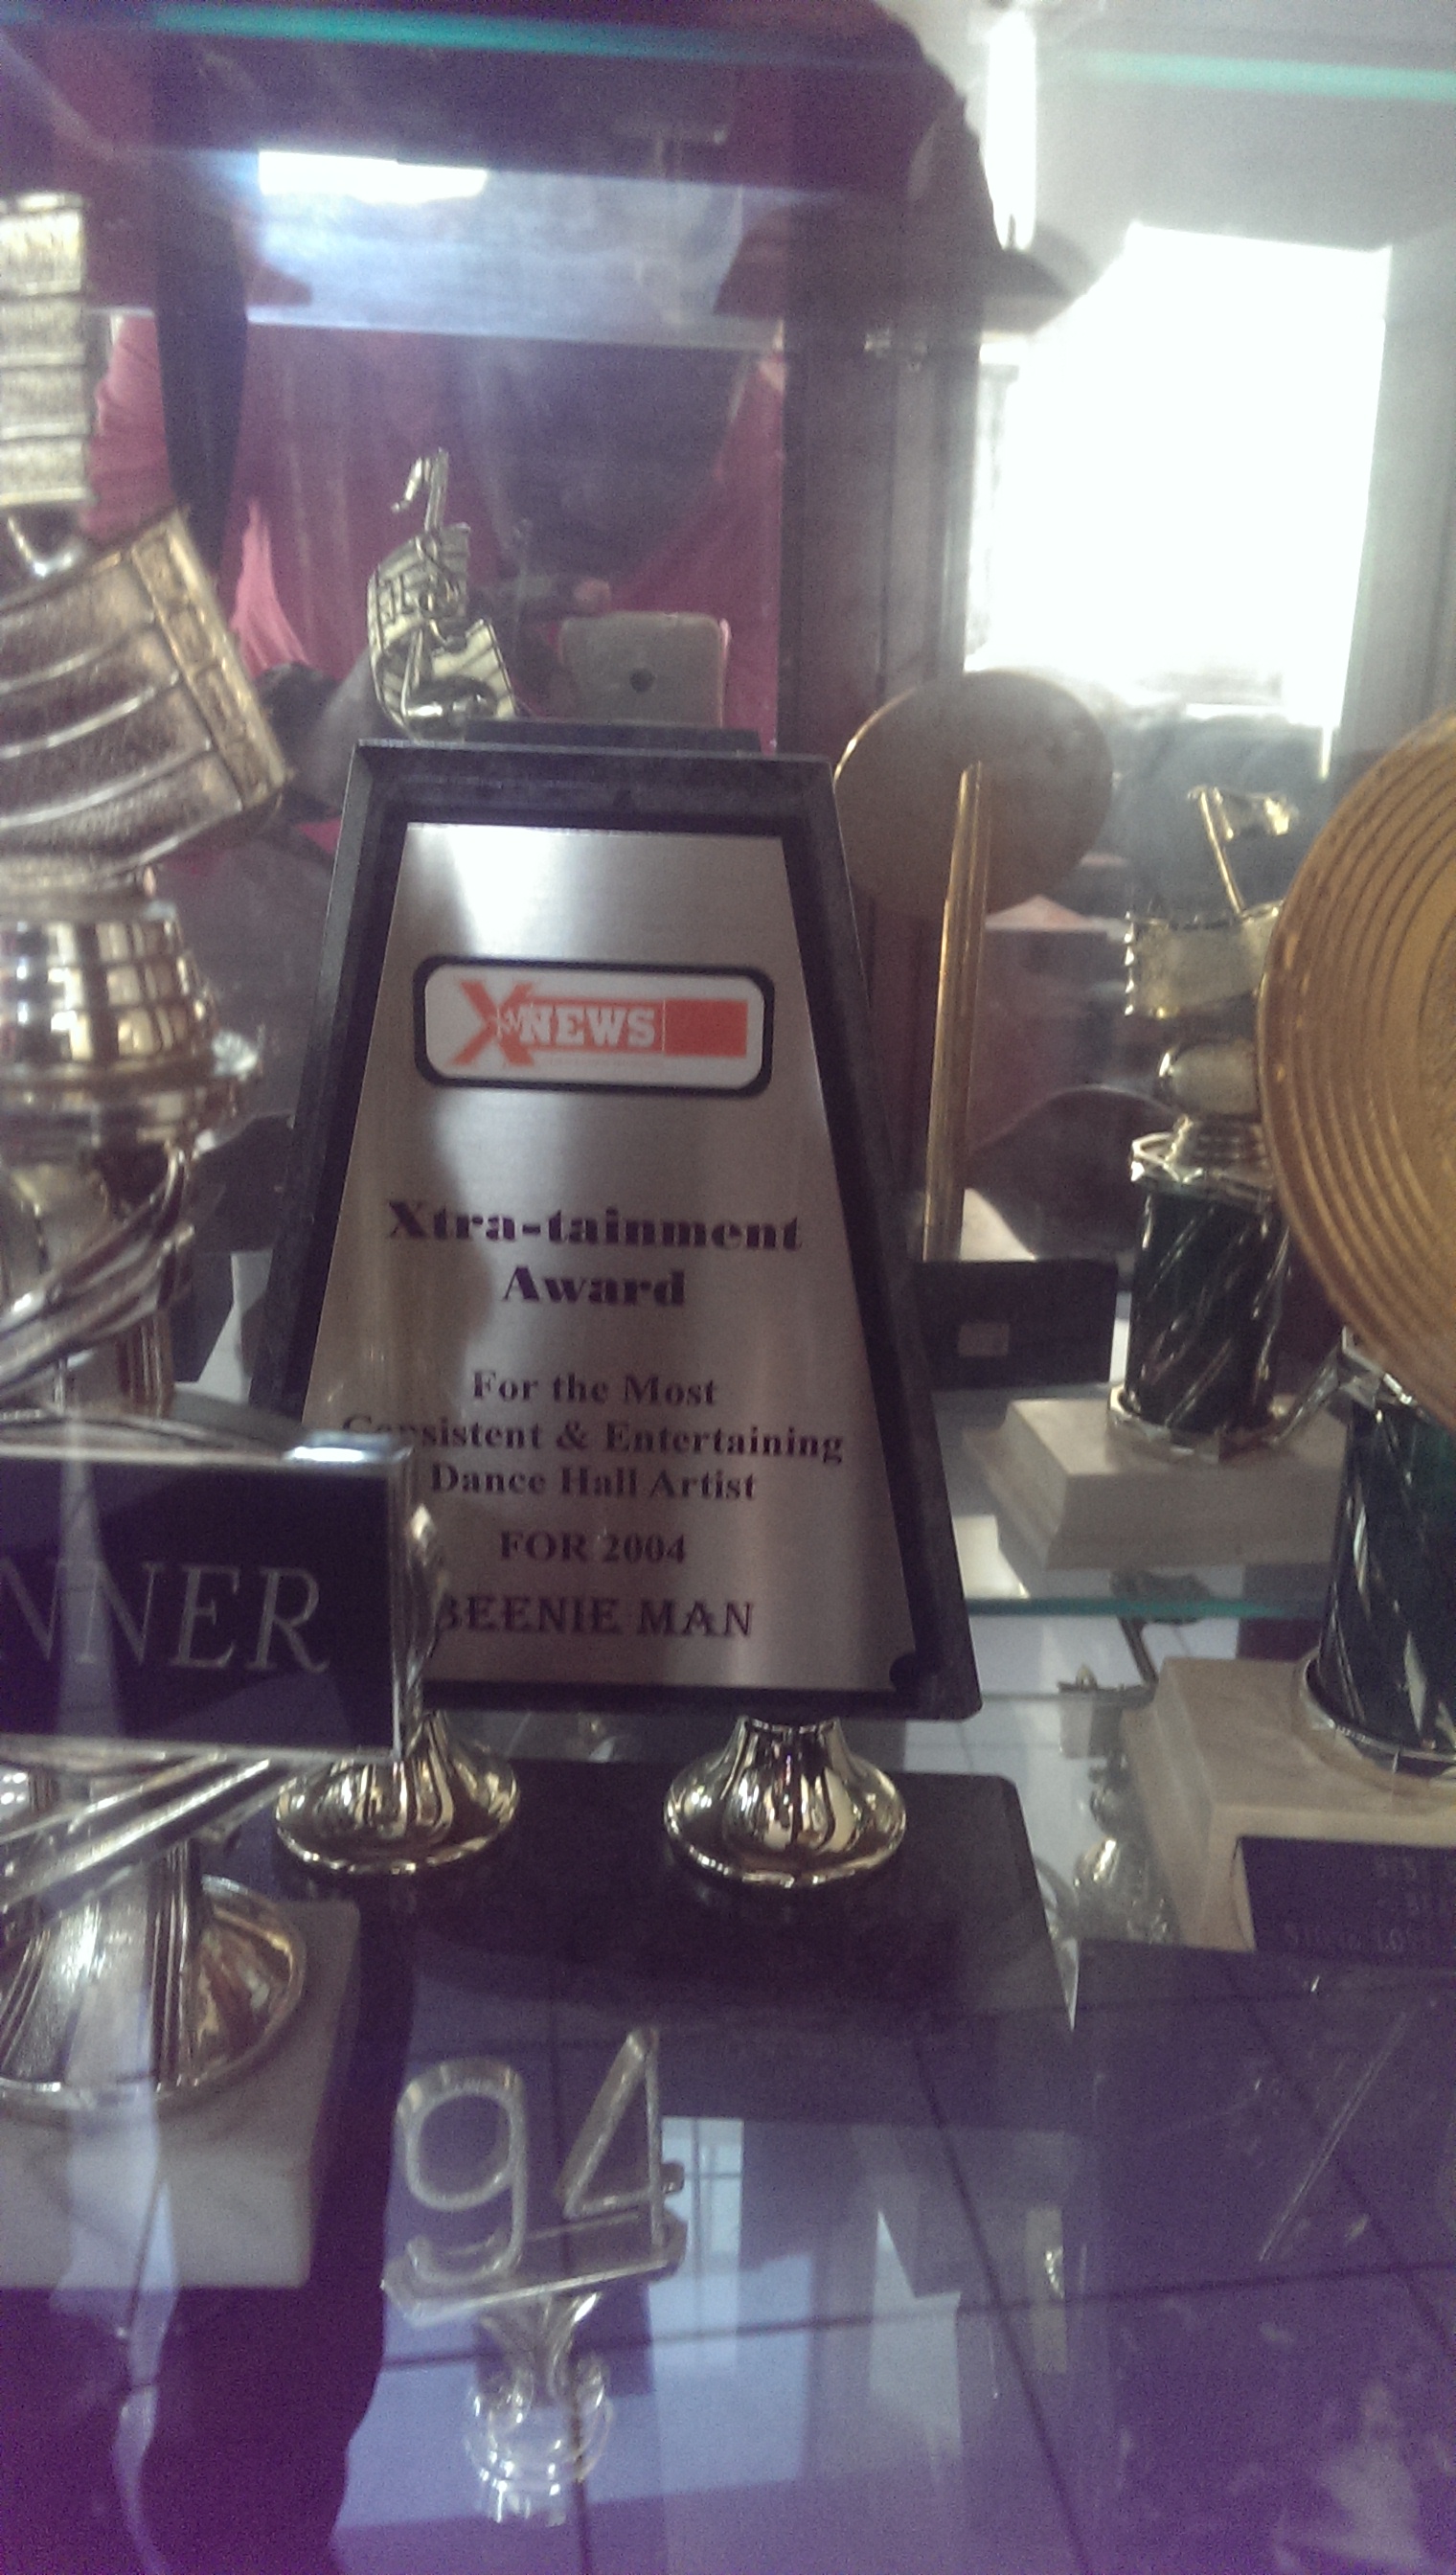 X NEWS
Xtra-tainment
Award
For the Most
Consistent & Entertaining
Dance Hall Artist
FOR 2004
BEENIE MAN
NNER
94